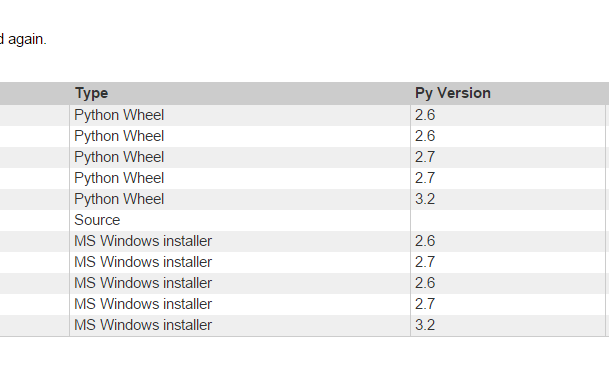 d again.
Type Py Version
Python Wheel 2.6
Python Wheel 2.6
Python Wheel 2.7
Python Wheel 2.7
Python Wheel 3.2
Source
MS Windows installer 2.6
MS Windows installer 2.7
MS Windows installer 2.6
MS Windows installer 2.7
MS Windows installer 3.2